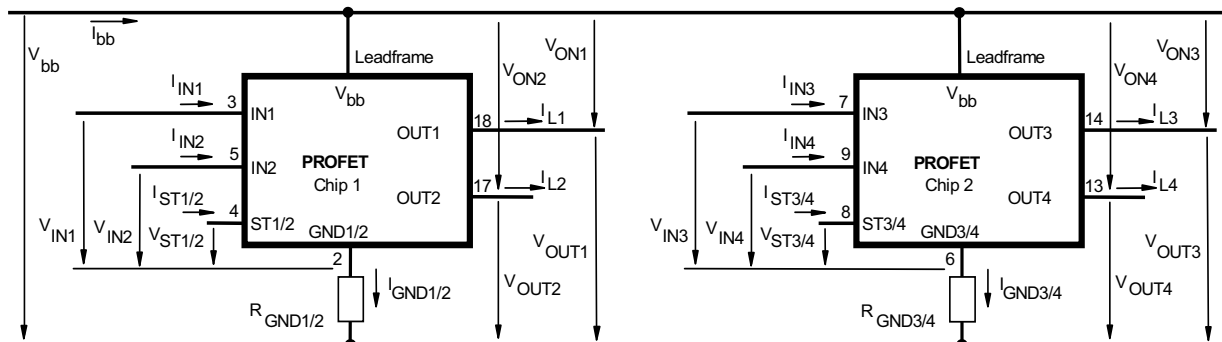 Ibb
Vbb
Leadframe
VON1
VON2
Vbb
IIN1
3
IN1
18
IL1
OUT1
IIN2
5
IN2
PROFET
Chip 1
17
IL2
OUT2
IST1/2
4
ST1/2
GND1/2
VIN1
VIN2
VST1/2
2
VOUT1
VOUT2
RGND1/2
IGND1/2
Leadframe
VON3
VON4
Vbb
IIN3
7
IN3
14
IL3
OUT3
IIN4
9
IN4
PROFET
Chip 2
13
IL4
OUT4
IST3/4
8
ST3/4
GND3/4
VIN3
VIN4
VST3/4
6
VOUT3
VOUT4
RGND3/4
IGND3/4